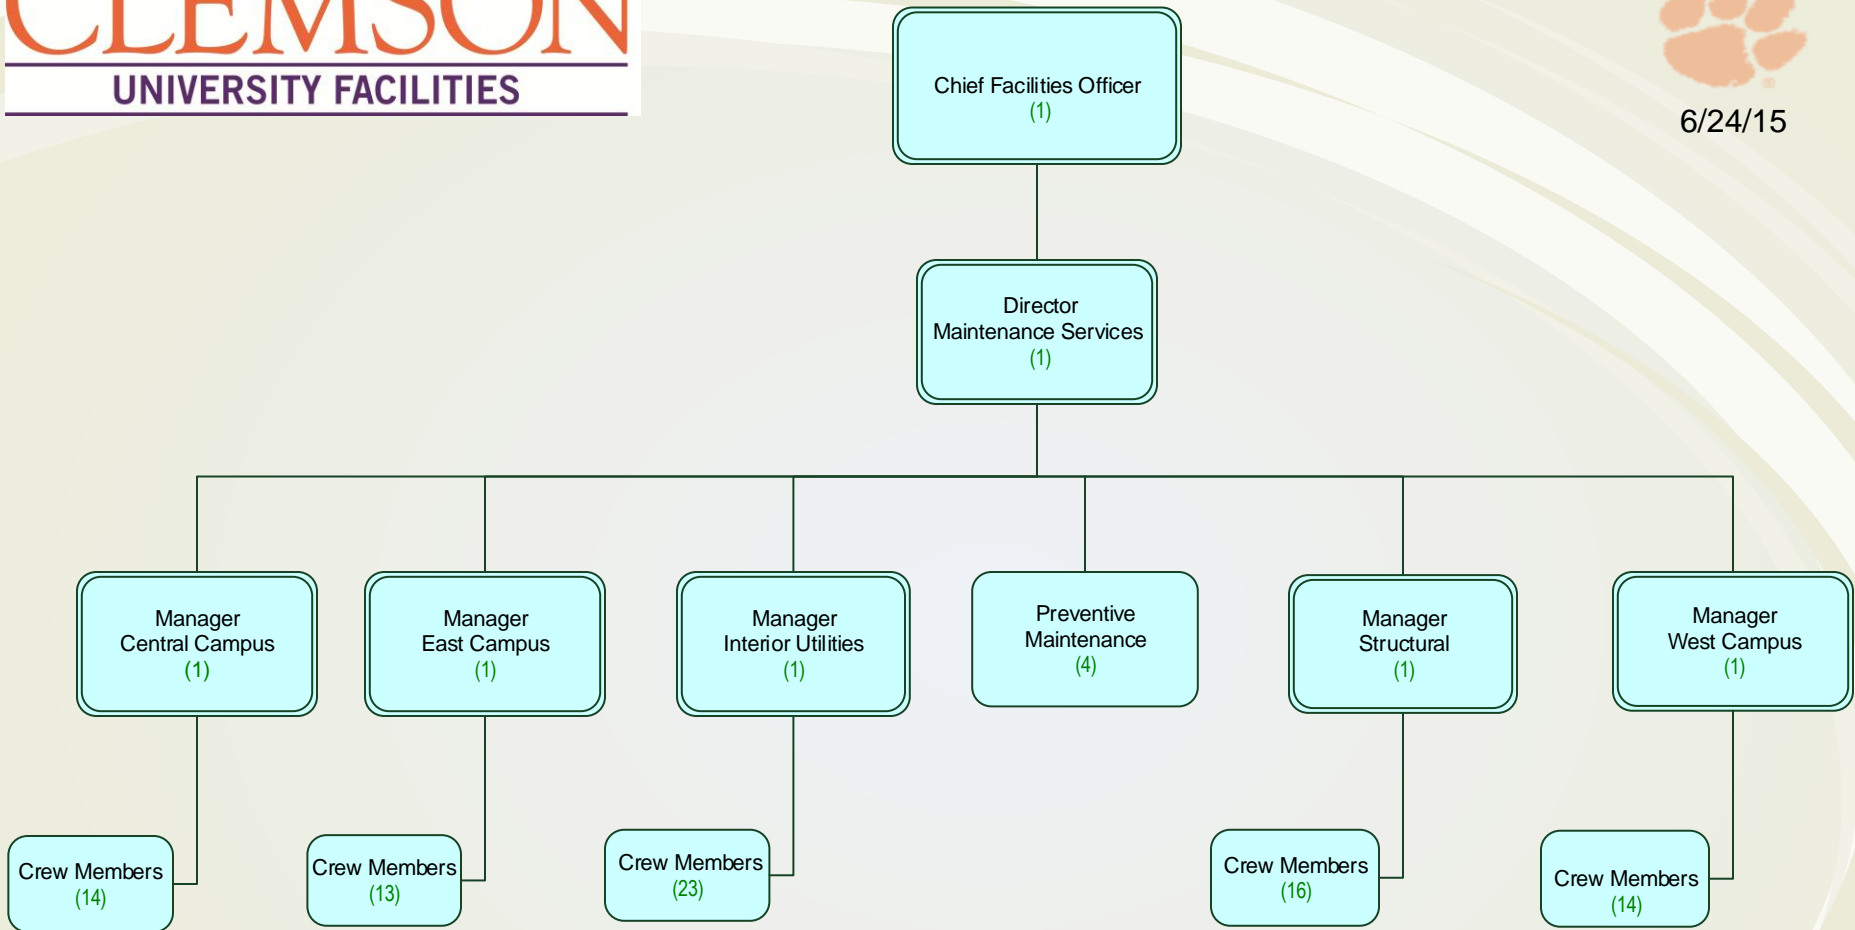 CLEMSON
UNIVERSITY FACILITIES
®
6/24/15
Chief Facilities Officer
(1)
Director
Maintenance Services
(1)
Manager
Central Campus
(1)
Manager
East Campus
(1)
Manager
Interior Utilities
(1)
Preventive
Maintenance
(4)
Manager
Structural
(1)
Manager
West Campus
(1)
Crew Members
(14)
Crew Members
(13)
Crew Members
(23)
Crew Members
(16)
Crew Members
(14)